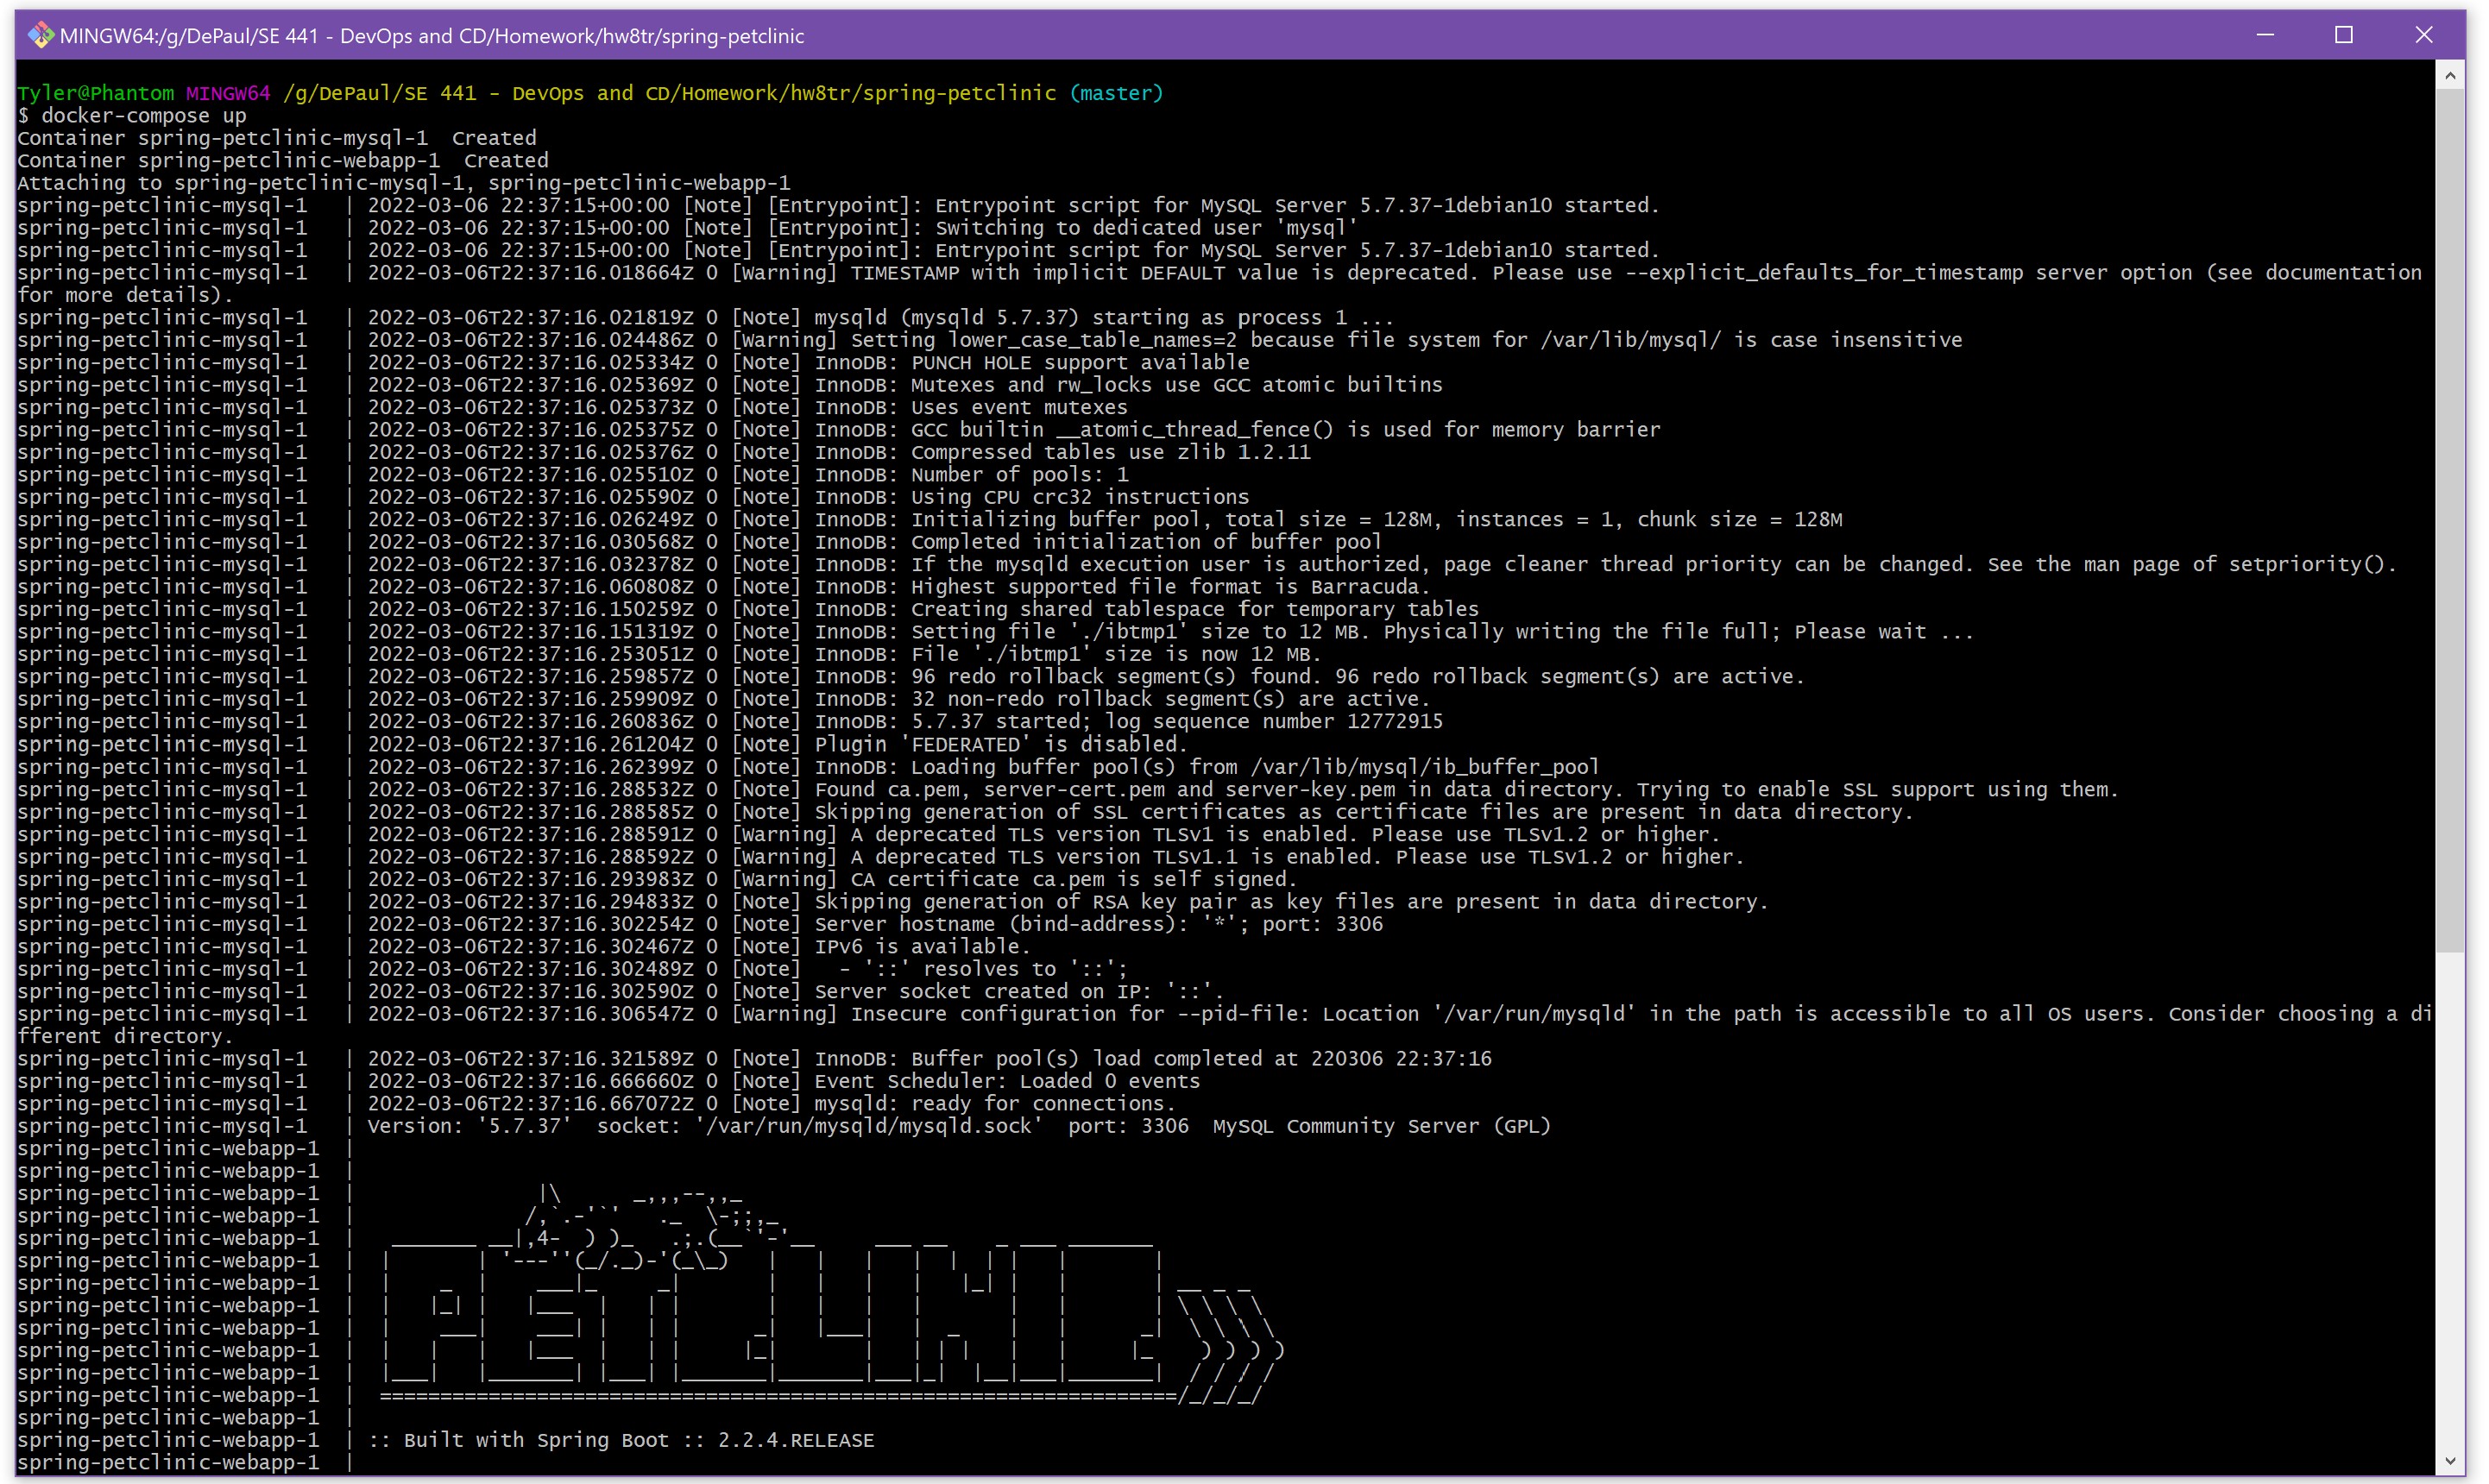 MINGW64:/g/DePaul/SE 441 - DevOps and CD/Homework/hw8tr/spring-petclinic
Tyler@Phantom MINGW64 /g/DePaul/SE 441 - DevOps and CD/Homework/hw8tr/spring-petclinic (master)
$ docker-compose up
Container spring-petclinic-mysql-1  Created
Container spring-petclinic-webapp-1  Created
Attaching to spring-petclinic-mysql-1, spring-petclinic-webapp-1
spring-petclinic-mysql-1   | 2022-03-06 22:37:15+00:00 [Note] [Entrypoint]: Entrypoint script for MySQL Server 5.7.37-1debian10 started.
spring-petclinic-mysql-1   | 2022-03-06 22:37:15+00:00 [Note] [Entrypoint]: Switching to dedicated user 'mysql'
spring-petclinic-mysql-1   | 2022-03-06 22:37:15+00:00 [Note] [Entrypoint]: Entrypoint script for MySQL Server 5.7.37-1debian10 started.
spring-petclinic-mysql-1   | 2022-03-06T22:37:16.018664Z 0 [Warning] TIMESTAMP with implicit DEFAULT value is deprecated. Please use --explicit_defaults_for_timestamp server option (see documentation
for more details).
spring-petclinic-mysql-1   | 2022-03-06T22:37:16.021819Z 0 [Note] mysqld (mysqld 5.7.37) starting as process 1 ...
spring-petclinic-mysql-1   | 2022-03-06T22:37:16.024486Z 0 [Warning] Setting lower_case_table_names=2 because file system for /var/lib/mysql/ is case insensitive
spring-petclinic-mysql-1   | 2022-03-06T22:37:16.025334Z 0 [Note] InnoDB: PUNCH HOLE support available
spring-petclinic-mysql-1   | 2022-03-06T22:37:16.025369Z 0 [Note] InnoDB: Mutexes and rw_locks use GCC atomic builtins
spring-petclinic-mysql-1   | 2022-03-06T22:37:16.025373Z 0 [Note] InnoDB: Uses event mutexes
spring-petclinic-mysql-1   | 2022-03-06T22:37:16.025375Z 0 [Note] InnoDB: GCC builtin __atomic_thread_fence() is used for memory barrier
spring-petclinic-mysql-1   | 2022-03-06T22:37:16.025376Z 0 [Note] InnoDB: Compressed tables use zlib 1.2.11
spring-petclinic-mysql-1   | 2022-03-06T22:37:16.025510Z 0 [Note] InnoDB: Number of pools: 1
spring-petclinic-mysql-1   | 2022-03-06T22:37:16.025590Z 0 [Note] InnoDB: Using CPU crc32 instructions
spring-petclinic-mysql-1   | 2022-03-06T22:37:16.026249Z 0 [Note] InnoDB: Initializing buffer pool, total size = 128M, instances = 1, chunk size = 128M
spring-petclinic-mysql-1   | 2022-03-06T22:37:16.030568Z 0 [Note] InnoDB: Completed initialization of buffer pool
spring-petclinic-mysql-1   | 2022-03-06T22:37:16.032378Z 0 [Note] InnoDB: If the mysqld execution user is authorized, page cleaner thread priority can be changed. See the man page of setpriority().
spring-petclinic-mysql-1   | 2022-03-06T22:37:16.060808Z 0 [Note] InnoDB: Highest supported file format is Barracuda.
spring-petclinic-mysql-1   | 2022-03-06T22:37:16.150259Z 0 [Note] InnoDB: Creating shared tablespace for temporary tables
spring-petclinic-mysql-1   | 2022-03-06T22:37:16.151319Z 0 [Note] InnoDB: Setting file './ibtmp1' size to 12 MB. Physically writing the file full; Please wait ...
spring-petclinic-mysql-1   | 2022-03-06T22:37:16.253051Z 0 [Note] InnoDB: File './ibtmp1' size is now 12 MB.
spring-petclinic-mysql-1   | 2022-03-06T22:37:16.259857Z 0 [Note] InnoDB: 96 redo rollback segment(s) found. 96 redo rollback segment(s) are active.
spring-petclinic-mysql-1   | 2022-03-06T22:37:16.259909Z 0 [Note] InnoDB: 32 non-redo rollback segment(s) are active.
spring-petclinic-mysql-1   | 2022-03-06T22:37:16.260836Z 0 [Note] InnoDB: 5.7.37 started; log sequence number 12772915
spring-petclinic-mysql-1   | 2022-03-06T22:37:16.261204Z 0 [Note] Plugin 'FEDERATED' is disabled.
spring-petclinic-mysql-1   | 2022-03-06T22:37:16.262399Z 0 [Note] InnoDB: Loading buffer pool(s) from /var/lib/mysql/ib_buffer_pool
spring-petclinic-mysql-1   | 2022-03-06T22:37:16.288532Z 0 [Note] Found ca.pem, server-cert.pem and server-key.pem in data directory. Trying to enable SSL support using them.
spring-petclinic-mysql-1   | 2022-03-06T22:37:16.288585Z 0 [Note] Skipping generation of SSL certificates as certificate files are present in data directory.
spring-petclinic-mysql-1   | 2022-03-06T22:37:16.288591Z 0 [Warning] A deprecated TLS version TLSv1 is enabled. Please use TLSv1.2 or higher.
spring-petclinic-mysql-1   | 2022-03-06T22:37:16.288592Z 0 [Warning] A deprecated TLS version TLSv1.1 is enabled. Please use TLSv1.2 or higher.
spring-petclinic-mysql-1   | 2022-03-06T22:37:16.293983Z 0 [Warning] CA certificate ca.pem is self signed.
spring-petclinic-mysql-1   | 2022-03-06T22:37:16.294833Z 0 [Note] Skipping generation of RSA key pair as key files are present in data directory.
spring-petclinic-mysql-1   | 2022-03-06T22:37:16.302254Z 0 [Note] Server hostname (bind-address): '*'; port: 3306
spring-petclinic-mysql-1   | 2022-03-06T22:37:16.302467Z 0 [Note] IPv6 is available.
spring-petclinic-mysql-1   | 2022-03-06T22:37:16.302489Z 0 [Note]   - '::' resolves to '::';
spring-petclinic-mysql-1   | 2022-03-06T22:37:16.302590Z 0 [Note] Server socket created on IP: '::'.
spring-petclinic-mysql-1   | 2022-03-06T22:37:16.306547Z 0 [Warning] Insecure configuration for --pid-file: Location '/var/run/mysqld' in the path is accessible to all OS users. Consider choosing a di
fferent directory.
spring-petclinic-mysql-1   | 2022-03-06T22:37:16.321589Z 0 [Note] InnoDB: Buffer pool(s) load completed at 220306 22:37:16
spring-petclinic-mysql-1   | 2022-03-06T22:37:16.666660Z 0 [Note] Event Scheduler: Loaded 0 events
spring-petclinic-mysql-1   | 2022-03-06T22:37:16.667072Z 0 [Note] mysqld: ready for connections.
spring-petclinic-mysql-1   | Version: '5.7.37'  socket: '/var/run/mysqld/mysqld.sock'  port: 3306  MySQL Community Server (GPL)
spring-petclinic-webapp-1  |
spring-petclinic-webapp-1  |
spring-petclinic-webapp-1  |                |\      _,,,--,,_
spring-petclinic-webapp-1  |               /,`.-'`'   ._  \-;;,_
spring-petclinic-webapp-1  |    _______ __|,4-  ) )_   .;.(__`'-'__     ___ __    _ ___ _______
spring-petclinic-webapp-1  |   |       | '---''(_/._)-'(_\_)   |   |   |   |  |  | |   |       |
spring-petclinic-webapp-1  |   |    _  |    ___|_     _|       |   |   |   |   |_| |   |       | __ _ _
spring-petclinic-webapp-1  |   |   |_| |   |___  |   | |       |   |   |   |       |   |       | \ \ \ \
spring-petclinic-webapp-1  |   |    ___|    ___| |   | |      _|   |___|   |  _    |   |      _|  \ \ \ \
spring-petclinic-webapp-1  |   |   |   |   |___  |   | |     |_|       |   | | |   |   |     |_    ) ) ) )
spring-petclinic-webapp-1  |   |___|   |_______| |___| |_______|_______|___|_|  |__|___|_______|  / / / /
spring-petclinic-webapp-1  |   ==================================================================/_/_/_/
spring-petclinic-webapp-1  |
spring-petclinic-webapp-1  | :: Built with Spring Boot :: 2.2.4.RELEASE
spring-petclinic-webapp-1  |